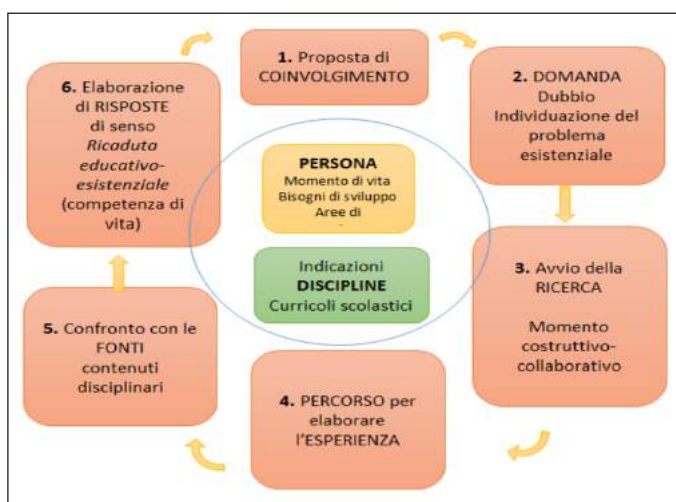 1. Proposta di
COINVOLGIMENTO
2. DOMANDA
Dubbio
Individuazione del
problema
esistenziale
3. Avvio della
RICERCA
Momento
costruttivo-
collaborativo
4. PERCORSO per
elaborare
l'ESPERIENZA
5. Confronto con le
FONTI
contenuti
disciplinari
6. Elaborazione
di RISPOSTE
di senso
Ricaduta
educativo-
esistenziale
(competenza di
vita)
PERSONA
Momento di vita
Bisogni di sviluppo
Aree di
Indicazioni
DISCIPLINE
Curricoli scolastici